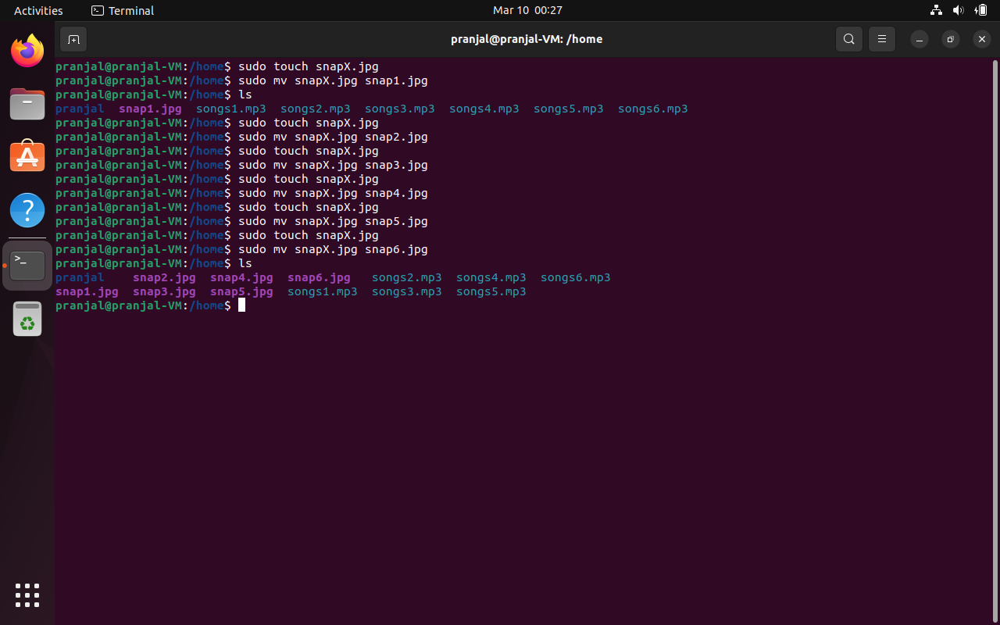 Activities Terminal Mar 10 00:27
pranjal@pranjal-VM: /home
pranjal@pranjal-VM:/home$ sudo touch snapX.jpg
pranjal@pranjal-VM:/home$ sudo mv snapX.jpg snap1.jpg
pranjal@pranjal-VM:/home$ ls
pranjal  snap1.jpg  songs1.mp3  songs2.mp3  songs3.mp3  songs4.mp3  songs5.mp3  songs6.mp3
pranjal@pranjal-VM:/home$ sudo touch snapX.jpg
pranjal@pranjal-VM:/home$ sudo mv snapX.jpg snap2.jpg
pranjal@pranjal-VM:/home$ sudo touch snapX.jpg
pranjal@pranjal-VM:/home$ sudo mv snapX.jpg snap3.jpg
pranjal@pranjal-VM:/home$ sudo touch snapX.jpg
pranjal@pranjal-VM:/home$ sudo mv snapX.jpg snap4.jpg
pranjal@pranjal-VM:/home$ sudo touch snapX.jpg
pranjal@pranjal-VM:/home$ sudo mv snapX.jpg snap5.jpg
pranjal@pranjal-VM:/home$ sudo touch snapX.jpg
pranjal@pranjal-VM:/home$ sudo mv snapX.jpg snap6.jpg
pranjal@pranjal-VM:/home$ ls
pranjal    snap2.jpg  snap4.jpg  snap6.jpg   songs2.mp3  songs4.mp3  songs6.mp3
snap1.jpg  snap3.jpg  snap5.jpg  songs1.mp3  songs3.mp3  songs5.mp3
pranjal@pranjal-VM:/home$